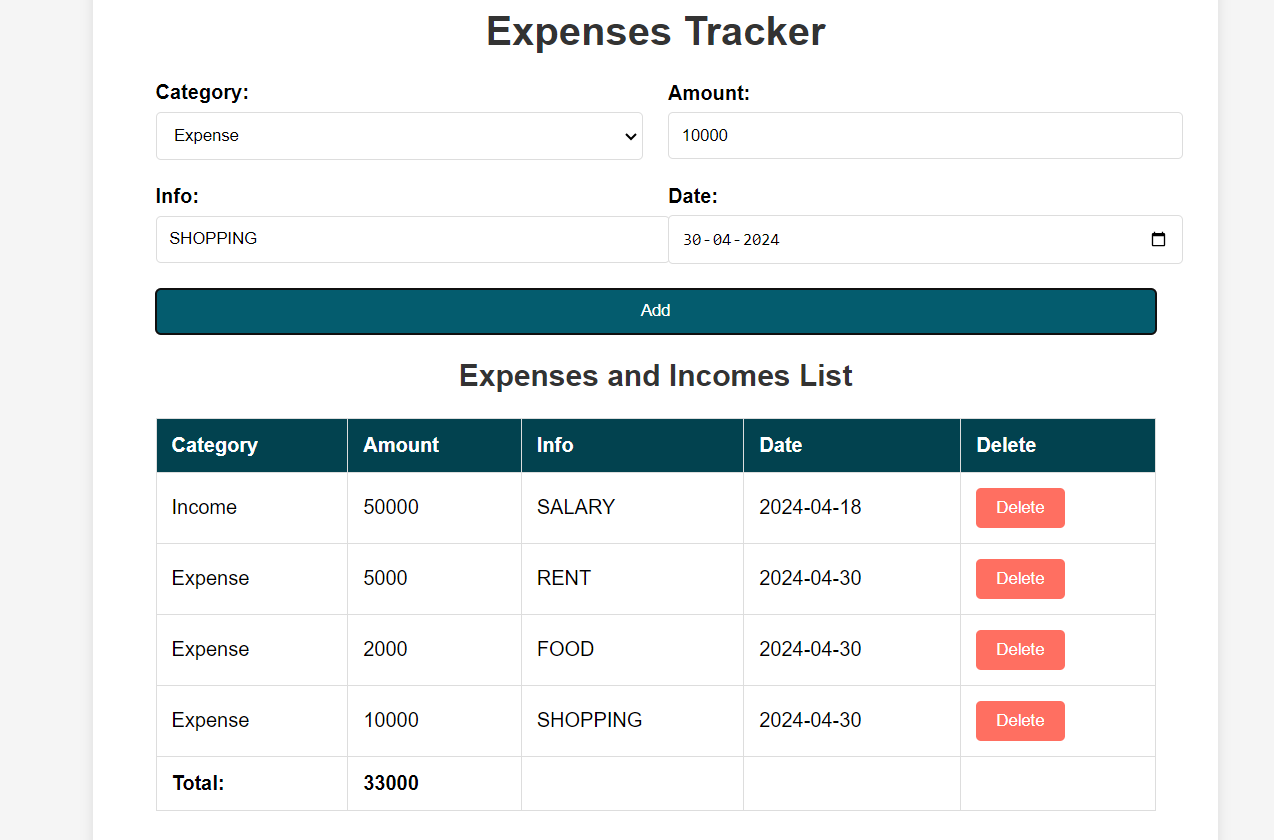 Expenses Tracker
Category: Amount:
Expense 10000
Info: Date:
SHOPPING 30-04-2024
Add
Expenses and Incomes List
Category Amount Info Date Delete
Income 50000 SALARY 2024-04-18 Delete
Expense 5000 RENT 2024-04-30 Delete
Expense 2000 FOOD 2024-04-30 Delete
Expense 10000 SHOPPING 2024-04-30 Delete
Total: 33000